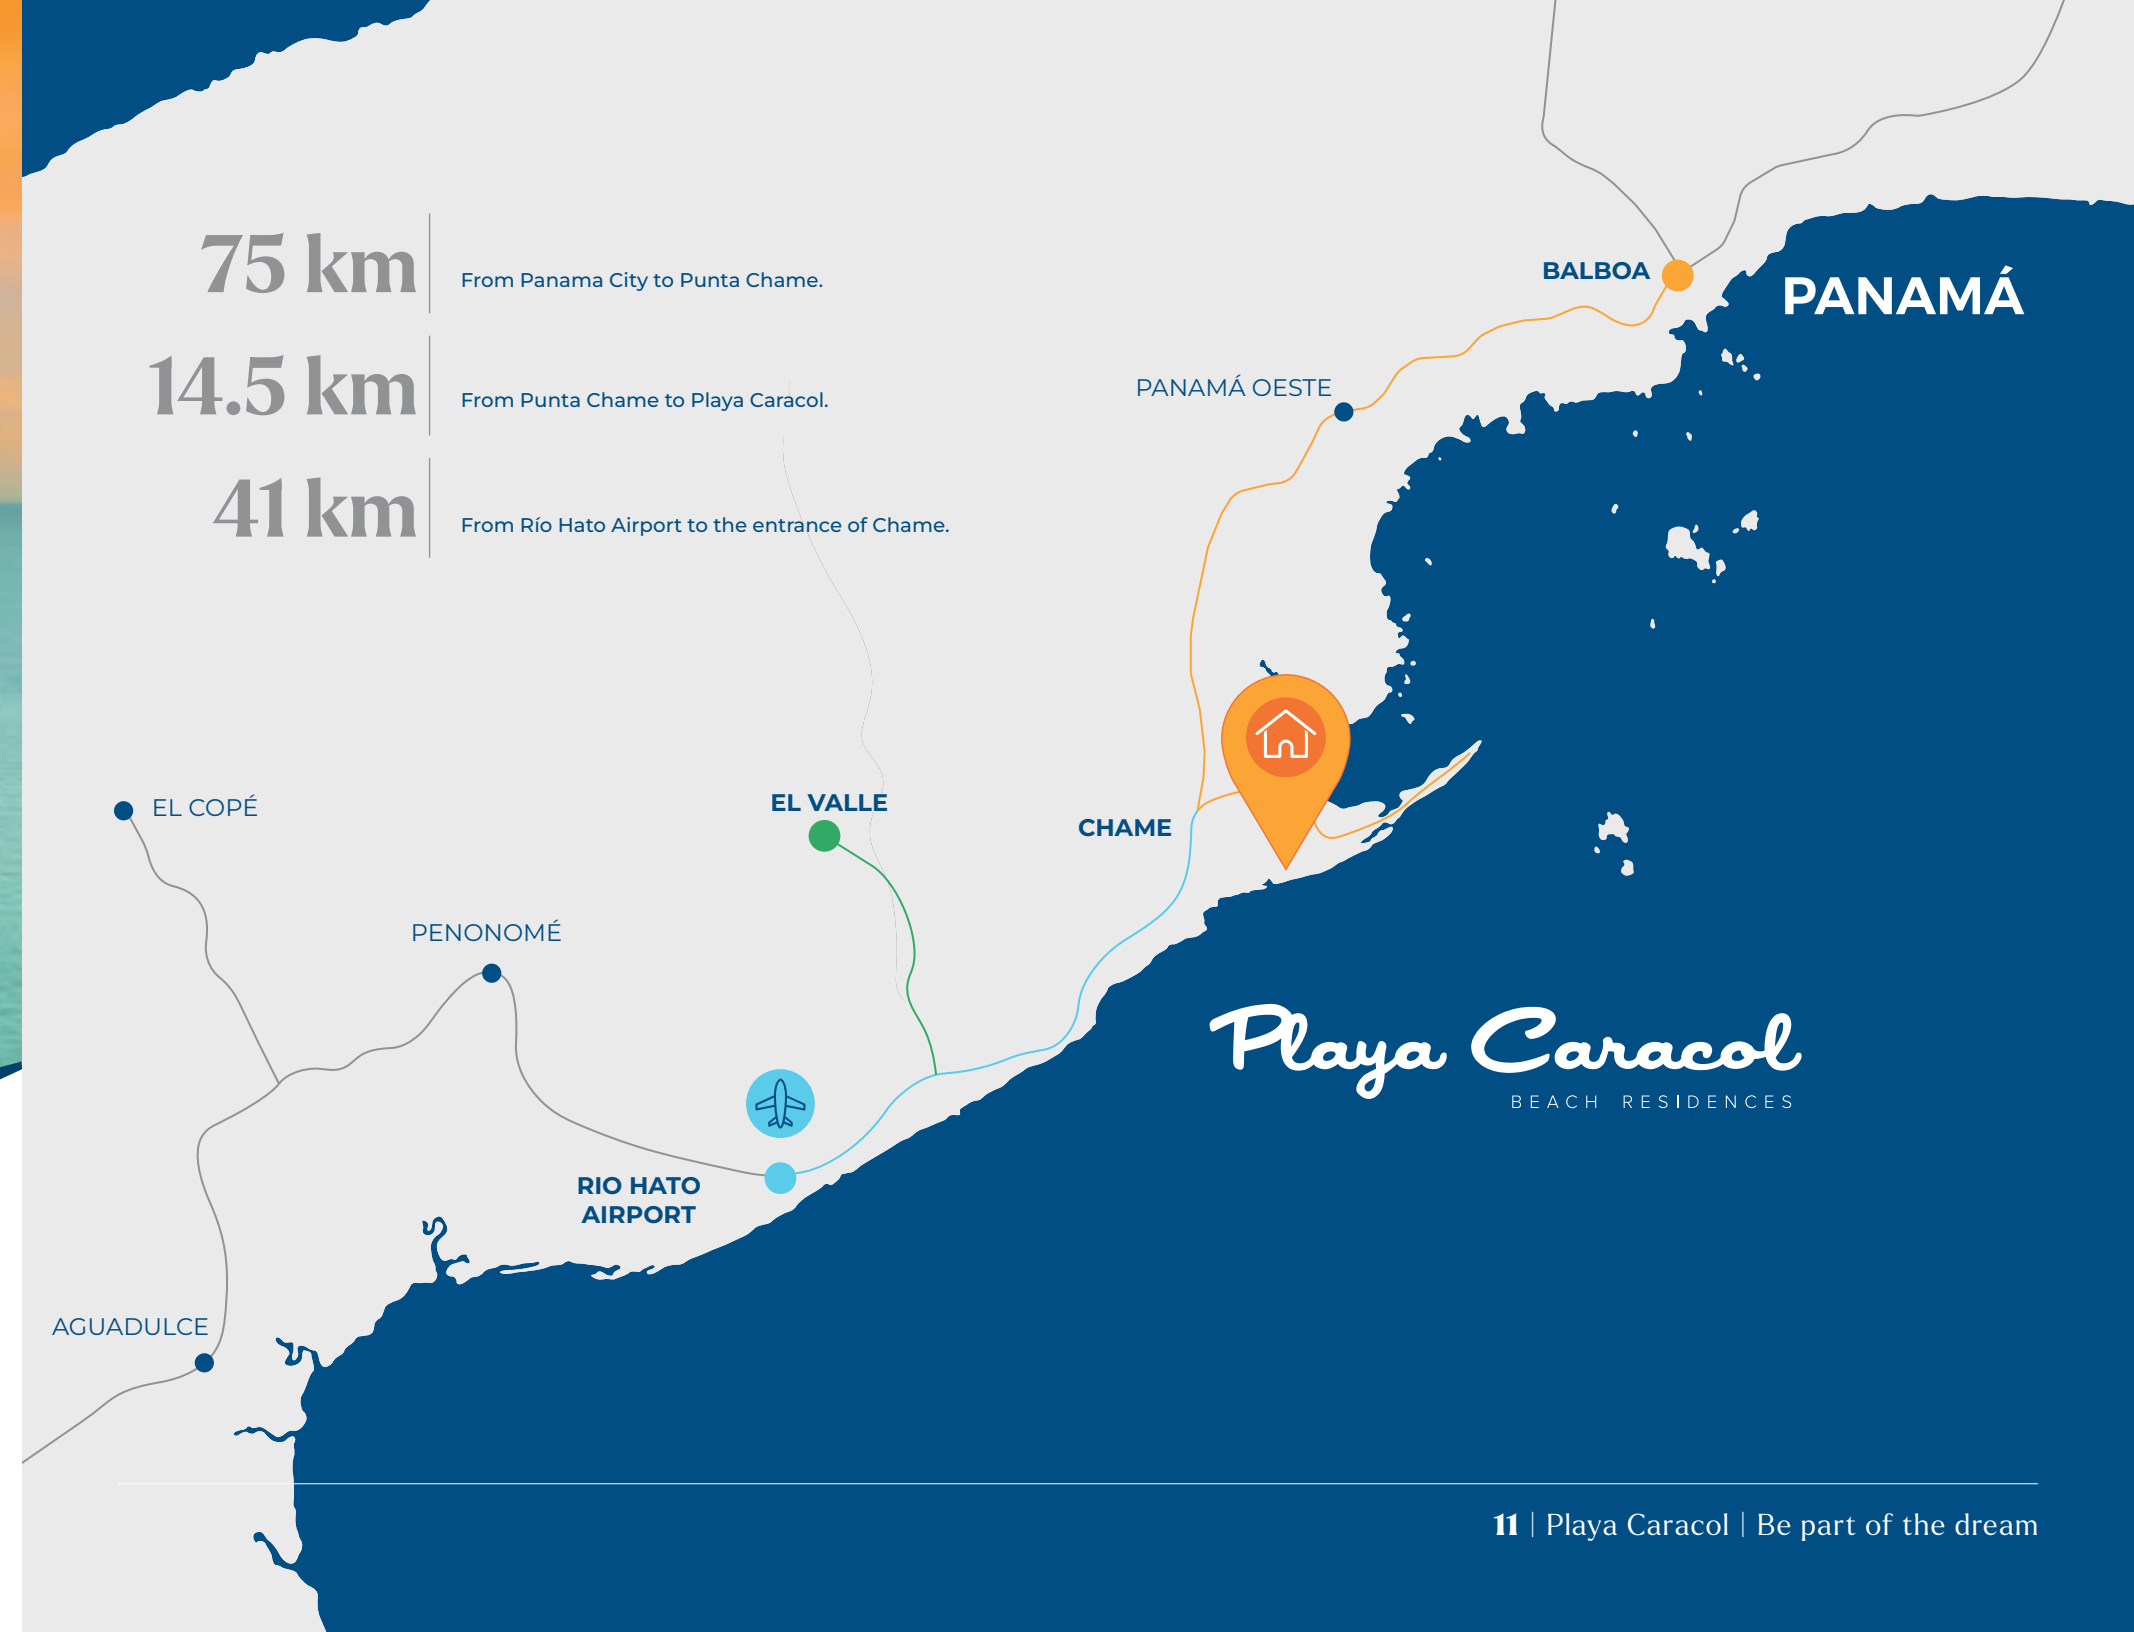 75 km
From Panama City to Punta Chame.
14.5 km
From Punta Chame to Playa Caracol.
41 km
From Río Hato Airport to the entrance of Chame.
BALBOA
PANAMÁ
PANAMÁ OESTE
EL COPÉ
EL VALLE
CHAME
PENONOMÉ
Playa Caracol
BEACH RESIDENCES
RIO HATO
AIRPORT
AGUADULCE
11 | Playa Caracol | Be part of the dream